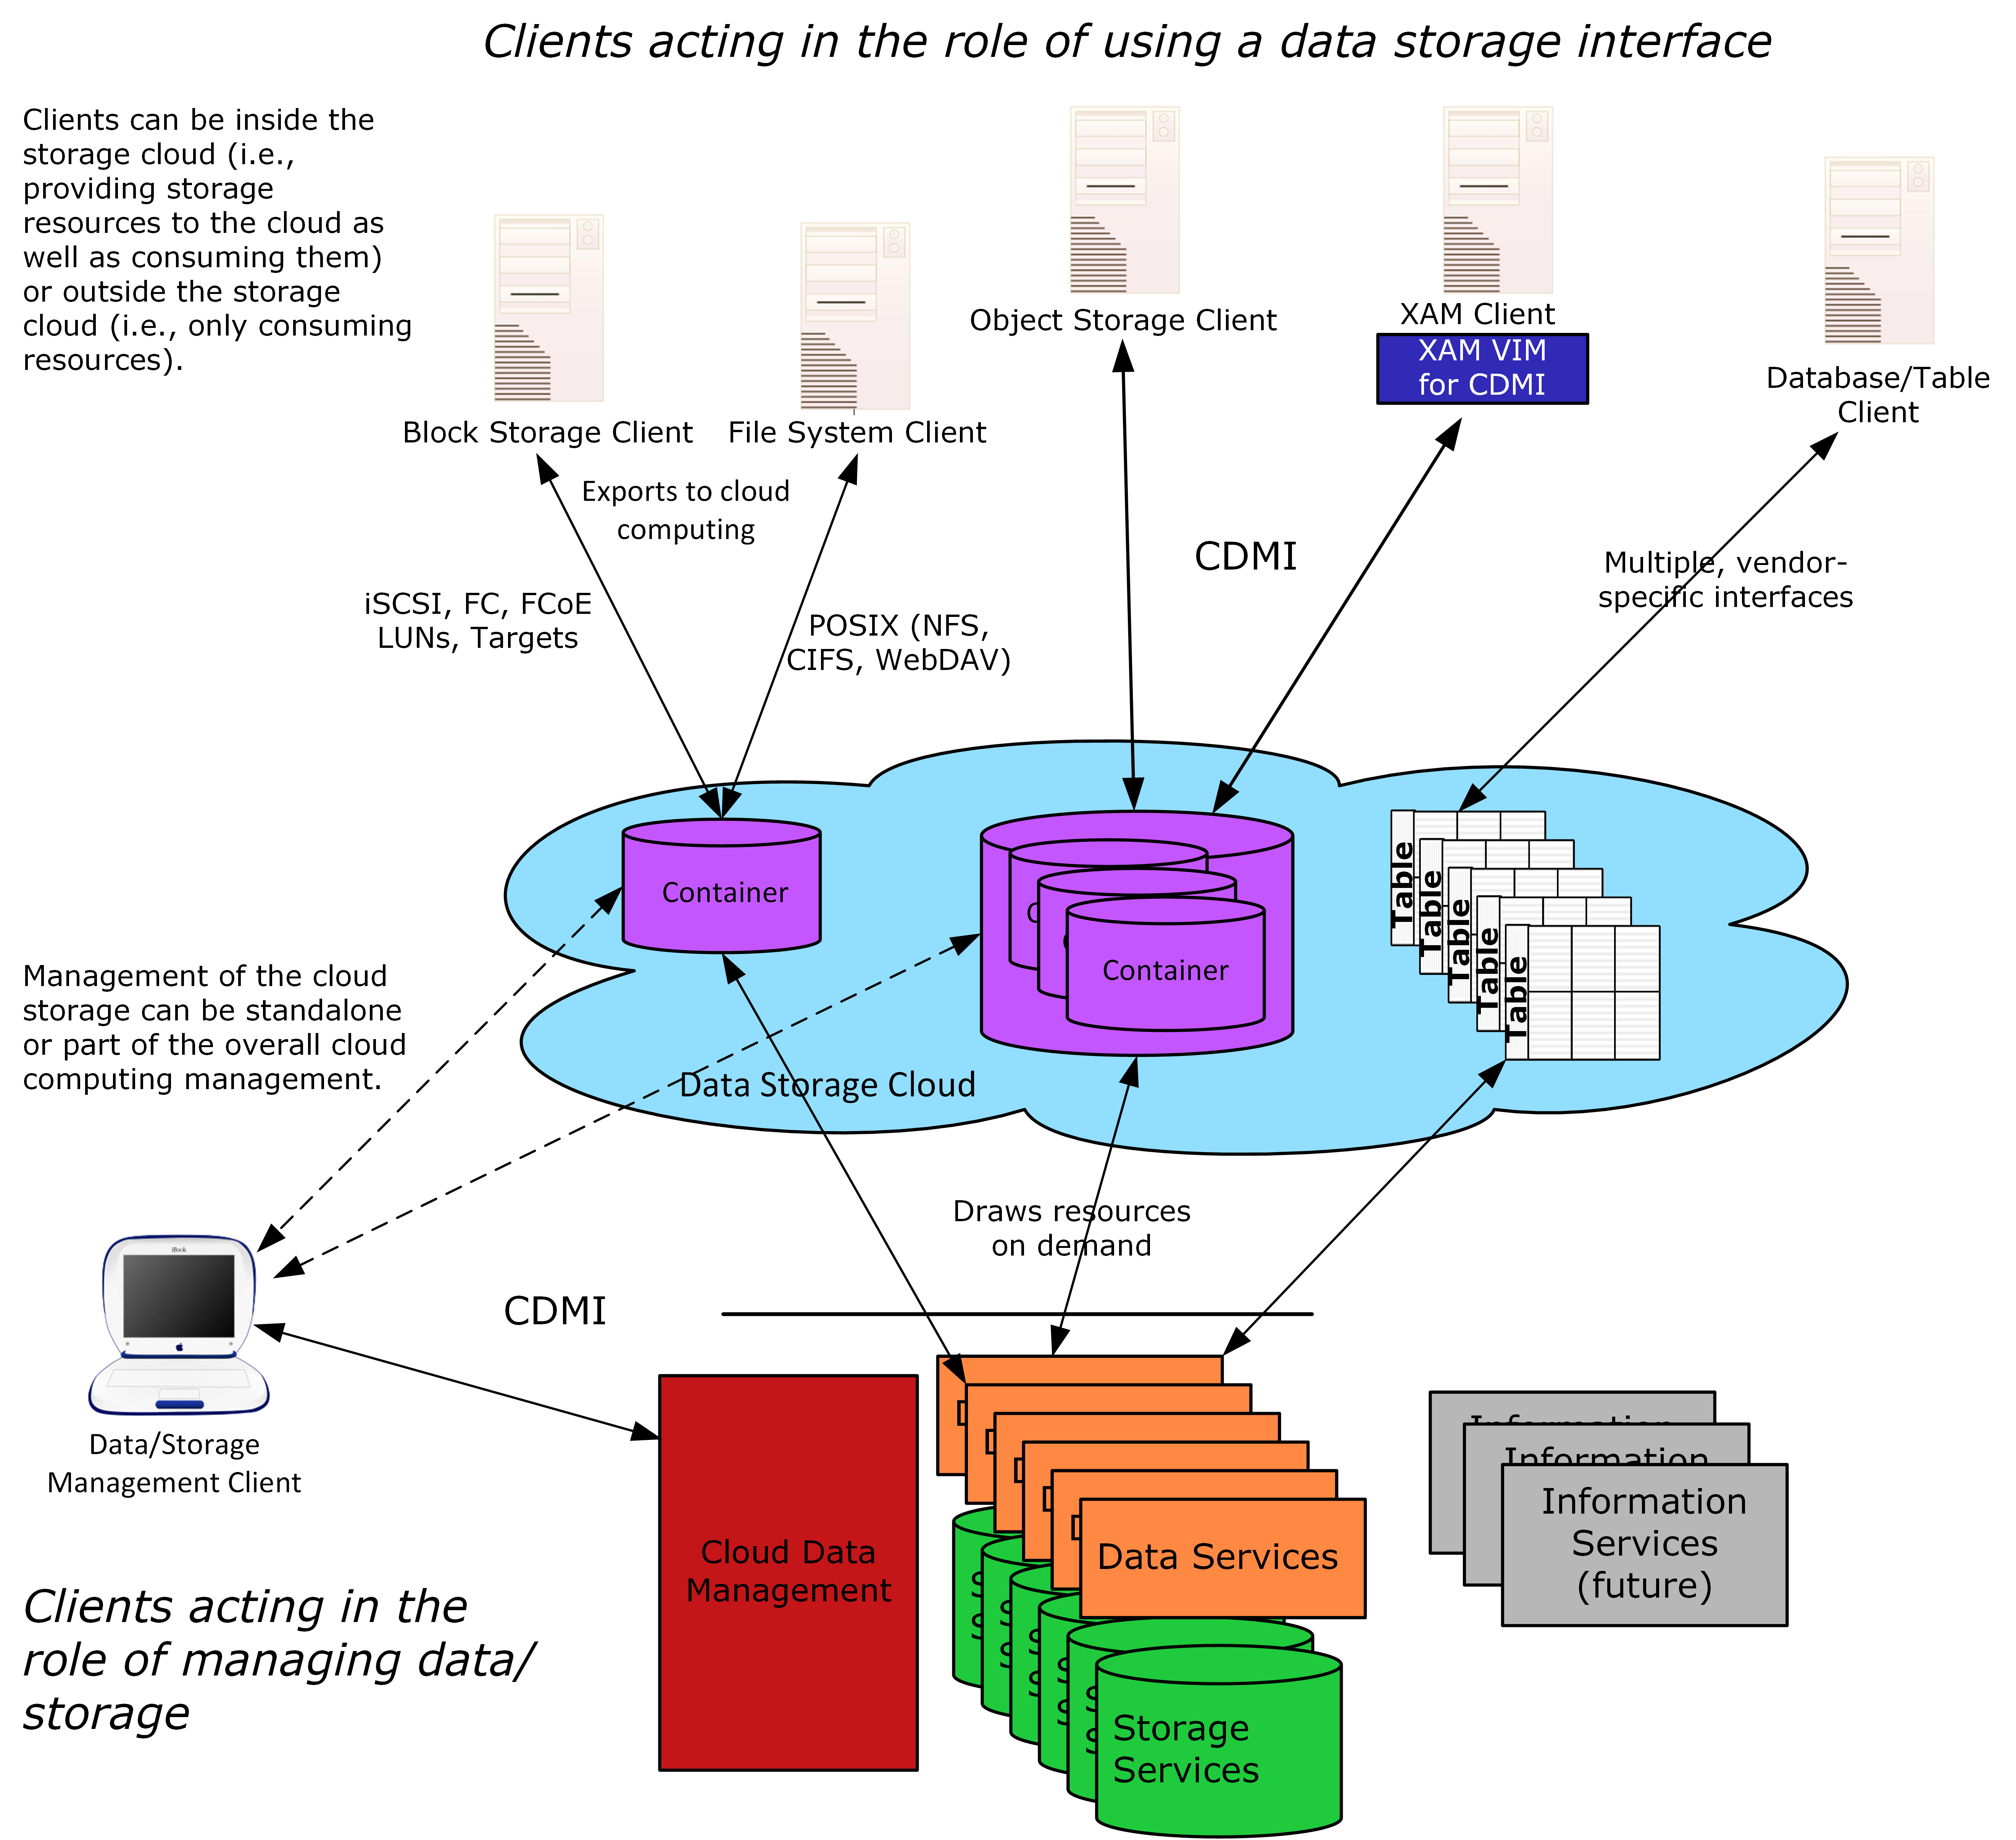 Clients acting in the role of using a data storage interface
Clients can be inside the
storage cloud (i.e.,
providing storage
resources to the cloud as
well as consuming them)
or outside the storage
cloud (i.e., only consuming
resources).
Block Storage Client
File System Client
Object Storage Client
XAM Client
XAM VIM
for CDMI
Database/Table
Client
Exports to cloud
computing
iSCSI, FC, FCoE
LUNs, Targets
POSIX (NFS,
CIFS, WebDAV)
CDMI
Multiple, vendor-
specific interfaces
Container
Container
Table
Table
Table
Table
Table
Data Storage Cloud
Management of the cloud
storage can be standalone
or part of the overall cloud
computing management.
Draws resources
on demand
CDMI
iBook
Data/Storage
Management Client
Cloud Data
Management
Data Services
Storage
Services
Information
Information
Information
Services
(future)
Clients acting in the
role of managing data/
storage